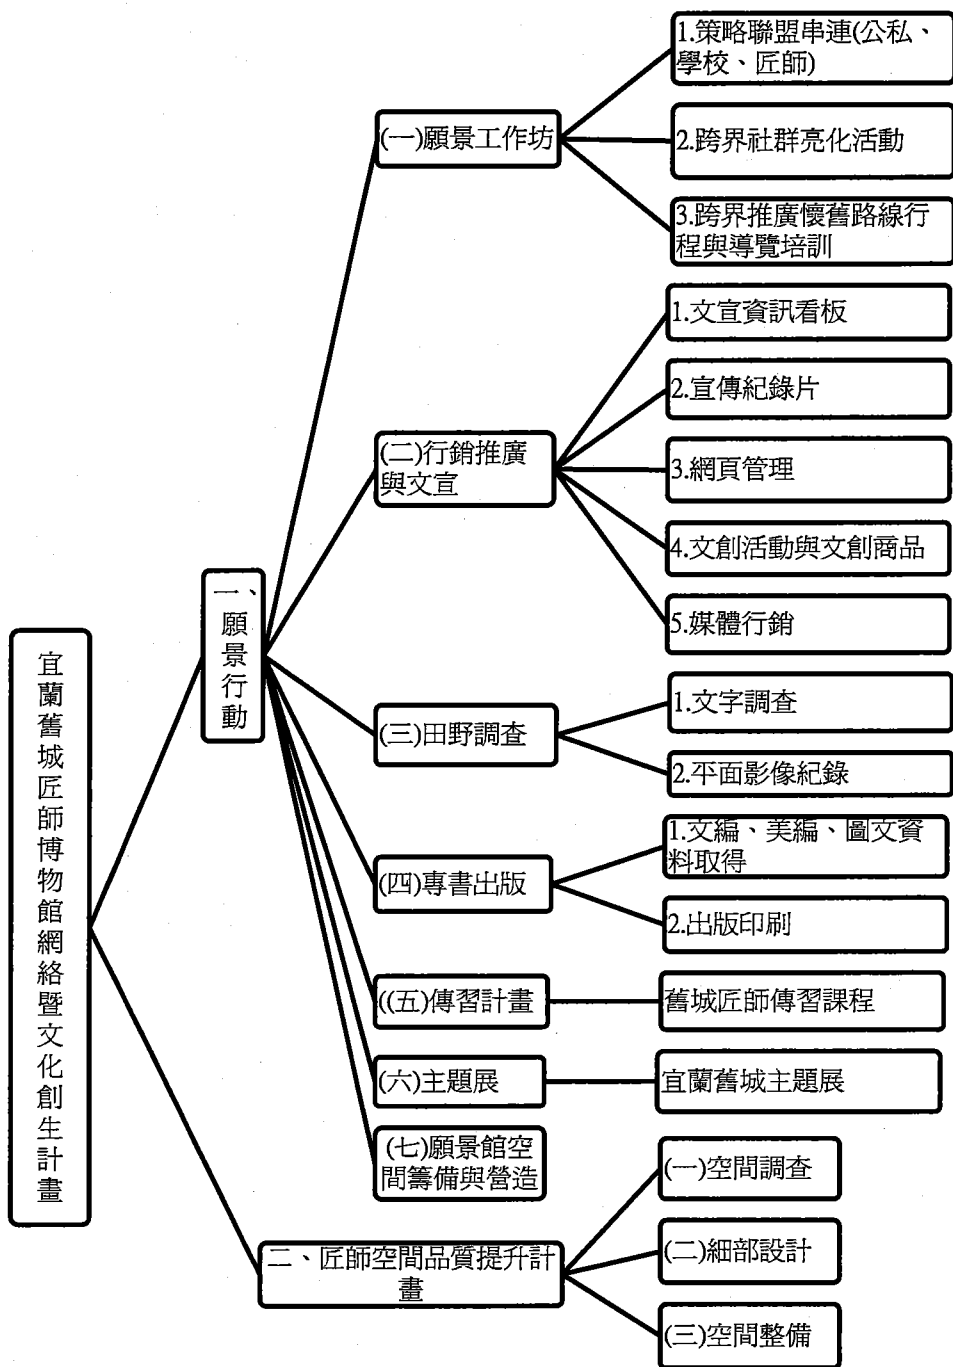 宜蘭舊城匠師博物館網絡暨文化創生計畫
一、願景行動
(一)願景工作坊
1.策略聯盟串連(公私、
學校、匠師)
2.跨界社群亮化活動
3.跨界推廣懷舊路線行
程與導覽培訓
(二)行銷推廣
與文宣
1.文宣資訊看板
2.宣傳紀錄片
3.網頁管理
4.文創活動與文創商品
5.媒體行銷
(三)田野調查
1.文字調查
2.平面影像紀錄
(四)專書出版
1.文編、美編、圖文資
料取得
2.出版印刷
((五)傳習計畫
舊城匠師傳習課程
(六)主題展
宜蘭舊城主題展
(七)願景館空
間籌備與營造
二、匠師空間品質提升計
畫
(一)空間調查
(二)細部設計
(三)空間整備